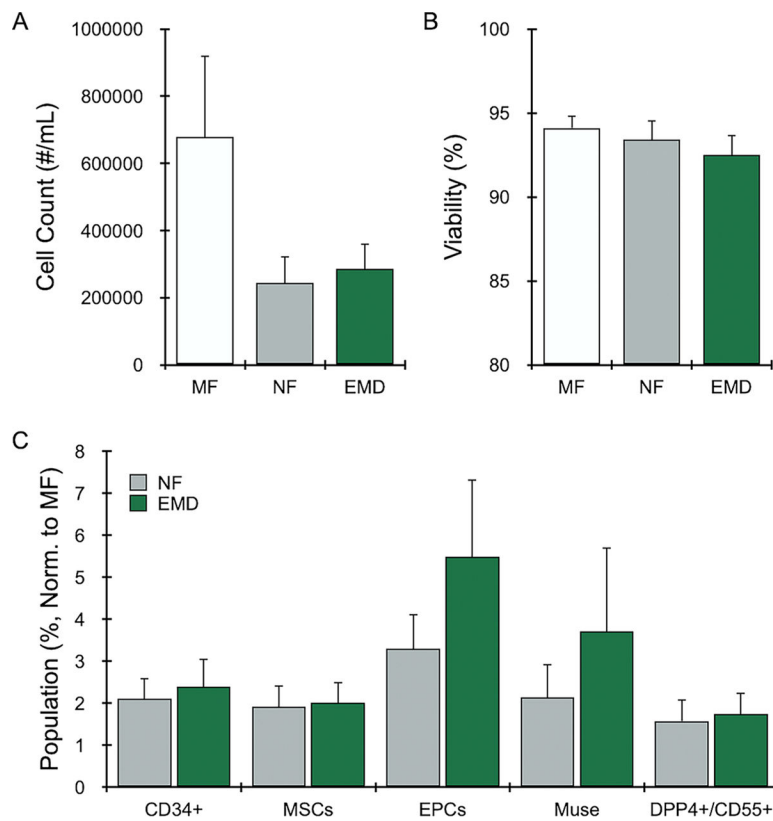 A
Cell Count (#/mL)
1000000
800000
600000
400000
200000
0
MF NF EMD
B
Viability (%)
100
95
90
85
80
MF NF EMD
C
Population (%, Norm. to MF)
8
7
6
5
4
3
2
1
0
NF
EMD
CD34+ MSCs EPCs Muse DPP4+/CD55+